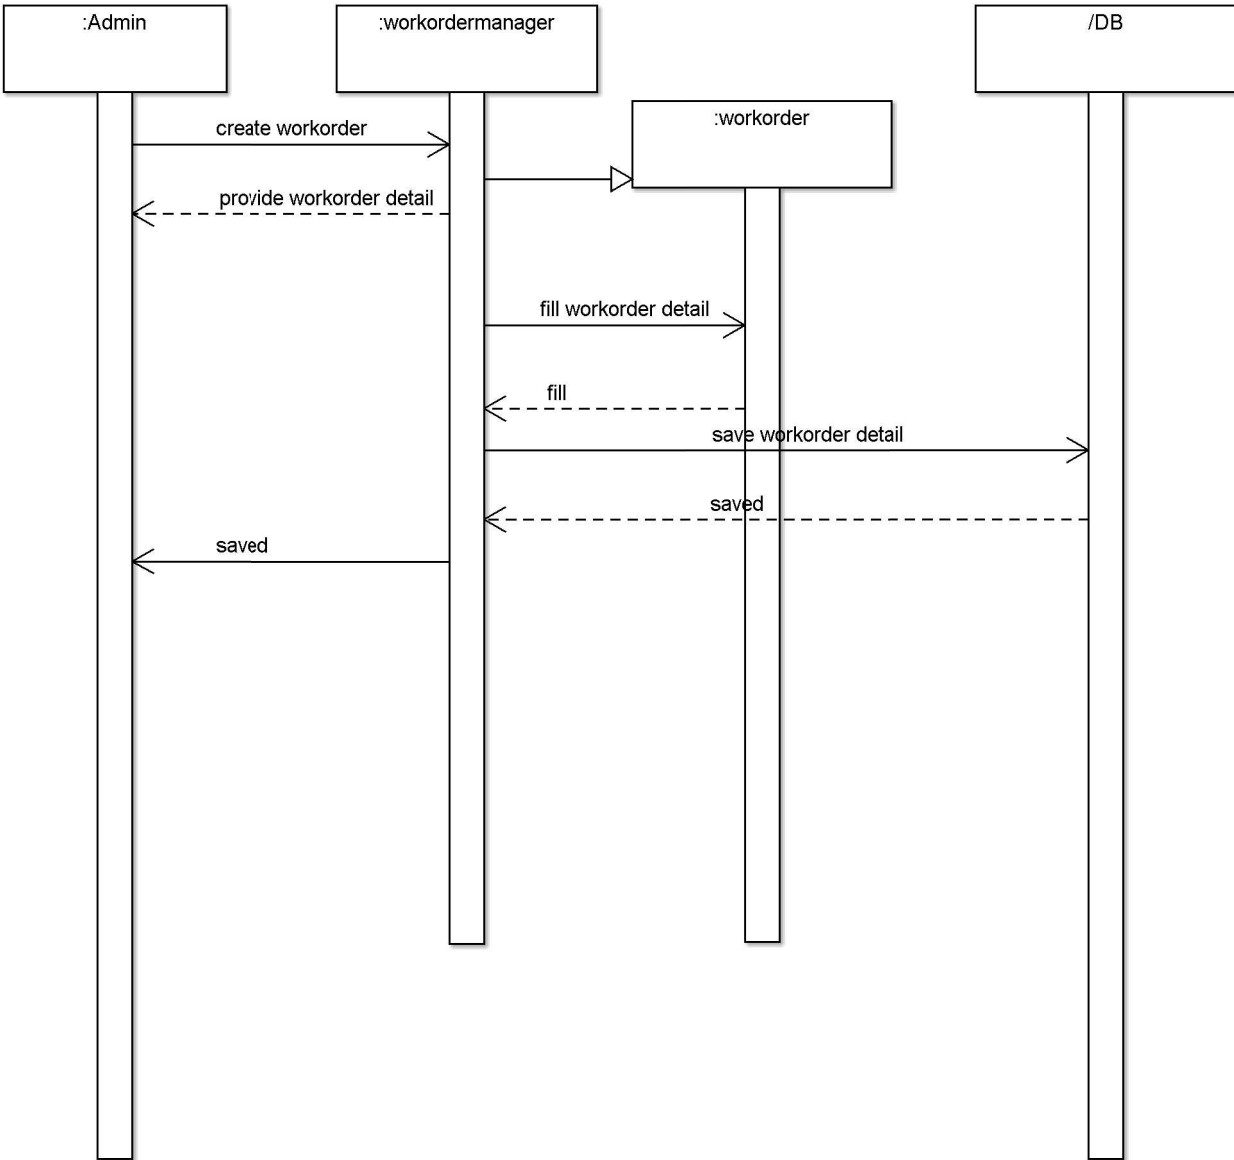 :Admin
:workordermanager
/DB
:workorder
create workorder
provide workorder detail
fill workorder detail
fill
save workorder detail
saved
saved